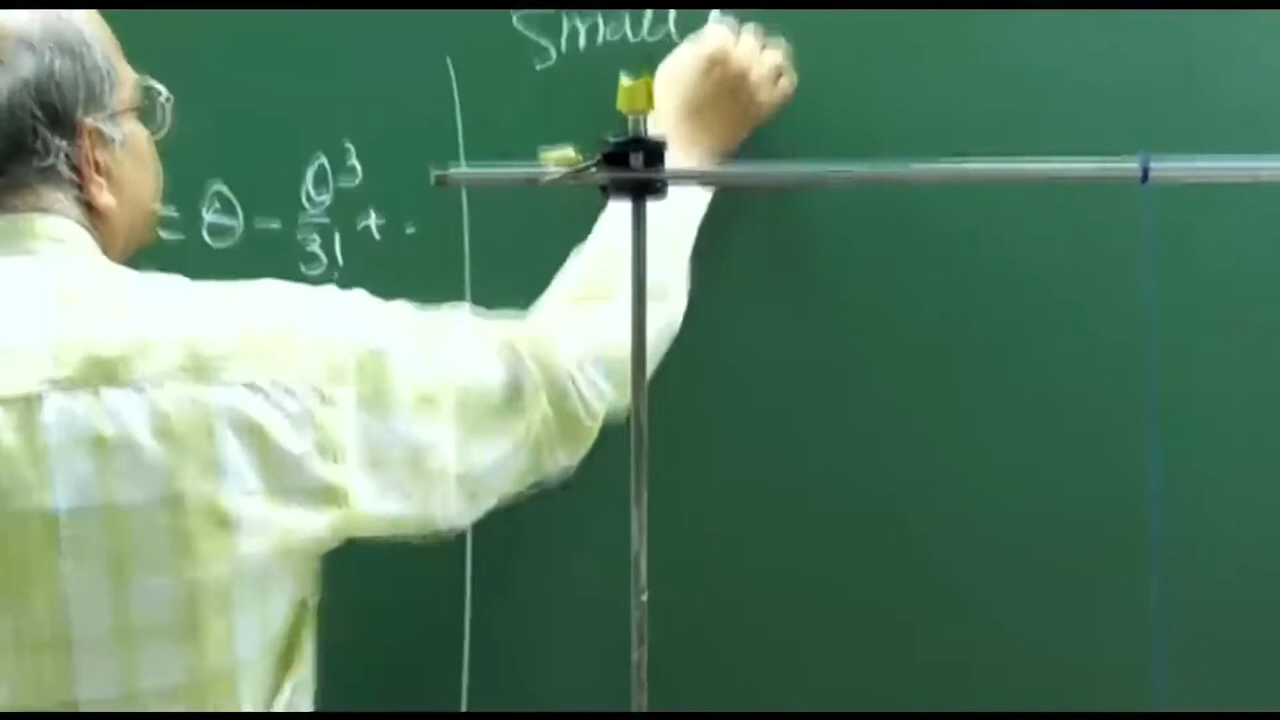 Small
= θ - θ³/3! + .